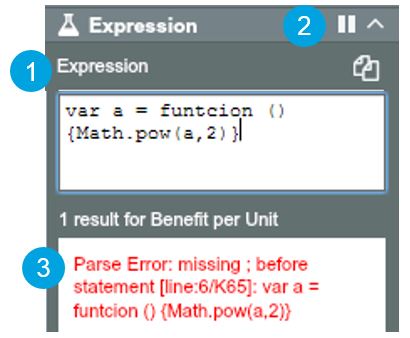 Expression
2
1
Expression
var a = funtcion ()
{Math.pow(a,2)}
1 result for Benefit per Unit
3
Parse Error: missing ; before
statement [line:6/K65]: var a =
funtcion () {Math.pow(a,2)}